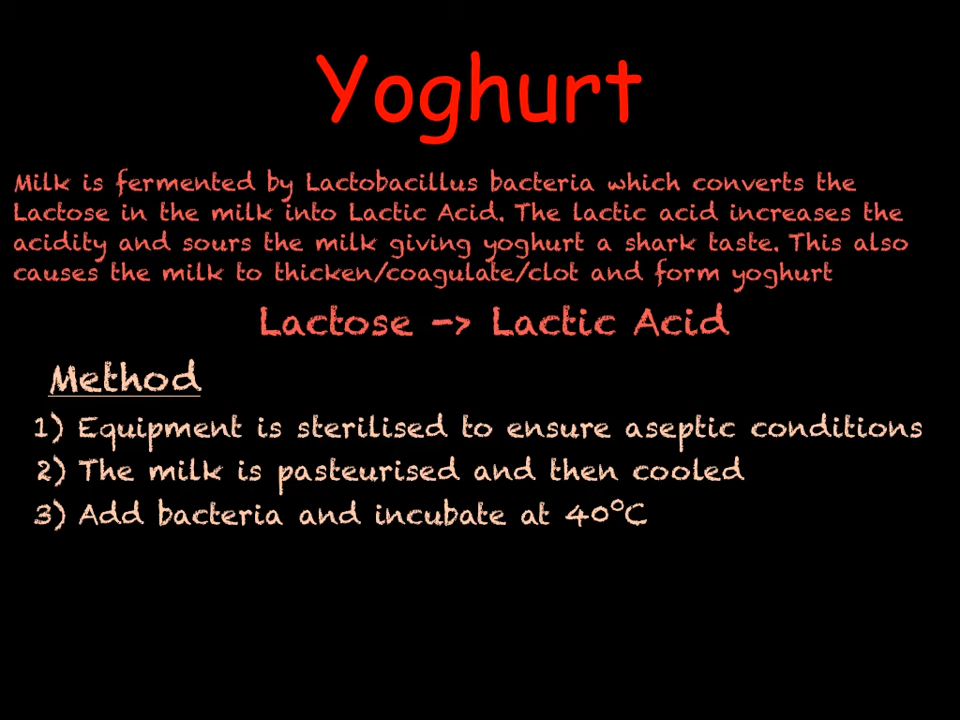 Yoghurt
Milk is fermented by Lactobacillus bacteria which converts the
Lactose in the milk into Lactic Acid. The lactic acid increases the
acidity and sours the milk giving yoghurt a shark taste. This also
causes the milk to thicken/coagulate/clot and form yoghurt
Lactose -> Lactic Acid
Method
1) Equipment is sterilised to ensure aseptic conditions
2) The milk is pasteurised and then cooled
3) Add bacteria and incubate at 40°C